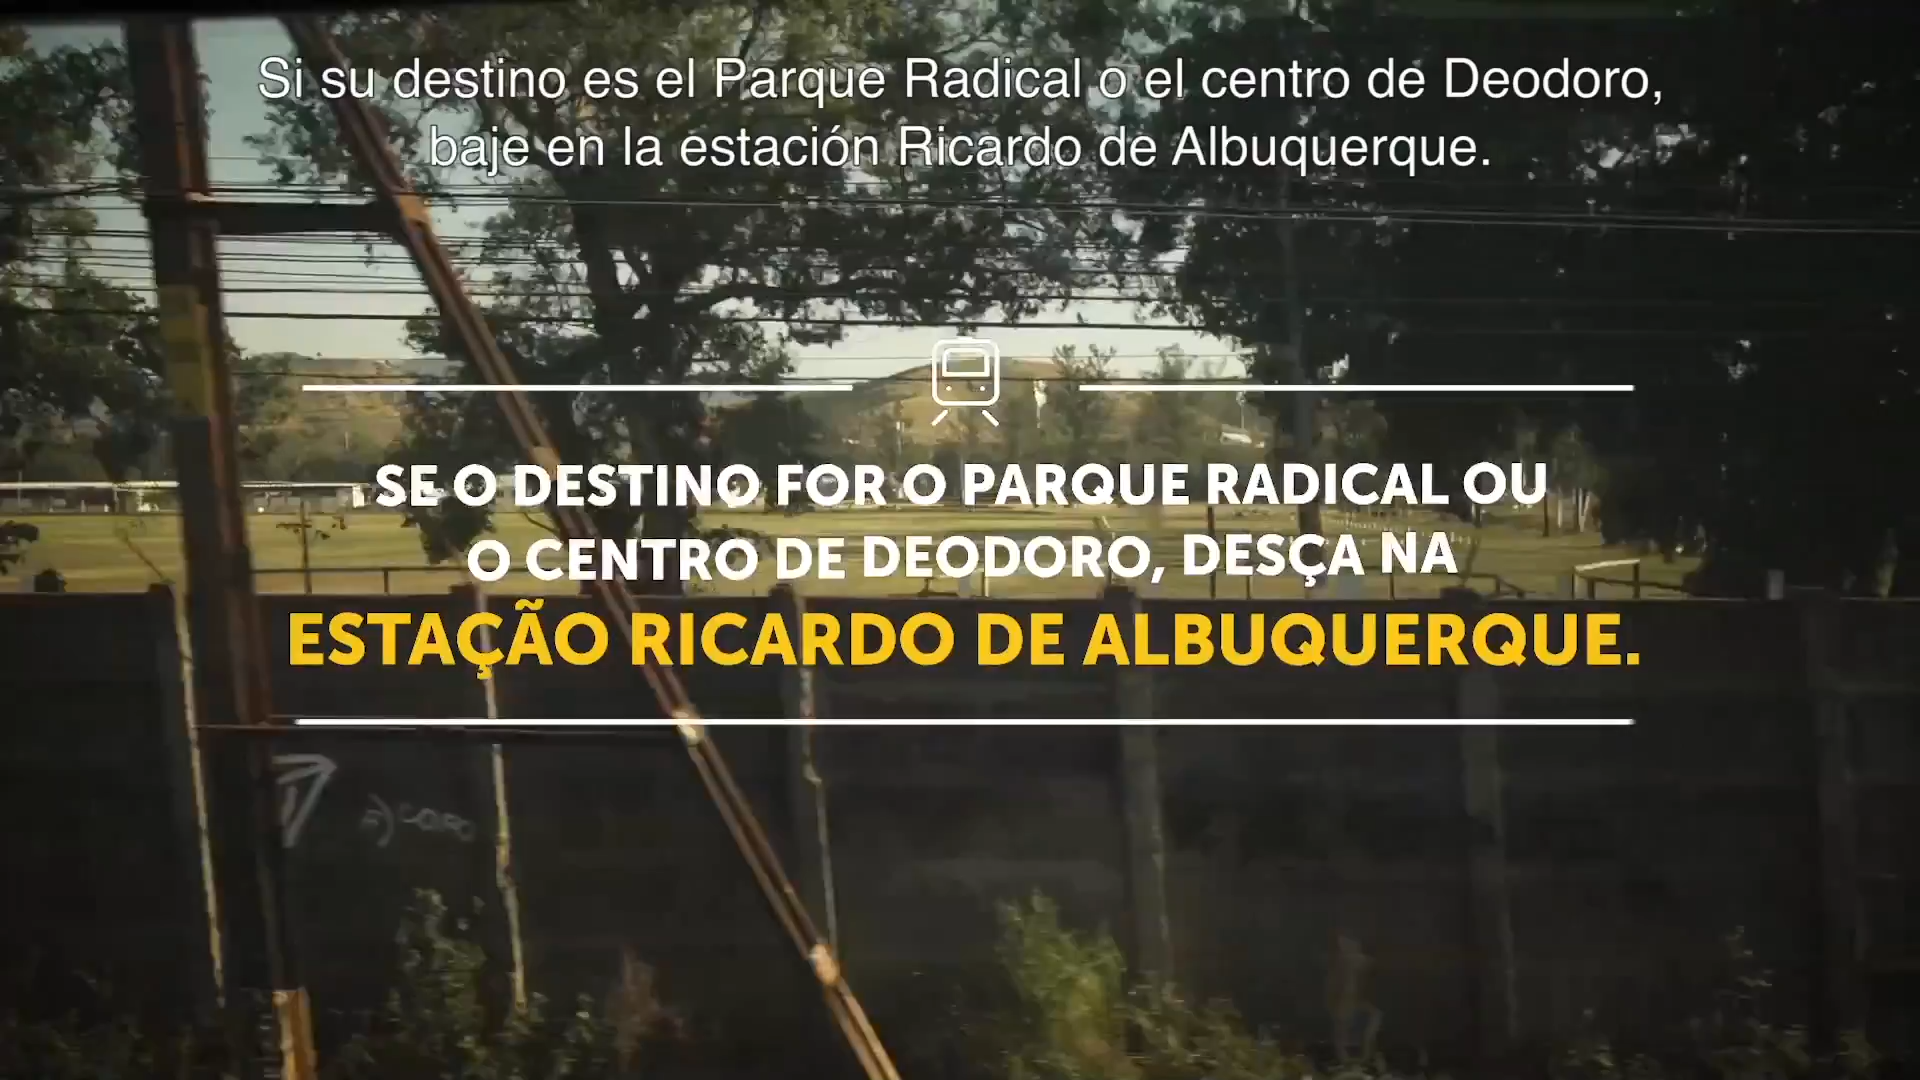 Si su destino es el Parque Radical o el centro de Deodoro,
baje en la estación Ricardo de Albuquerque.
SE O DESTINO FOR O PARQUE RADICAL OU
O CENTRO DE DEODORO, DESÇA NA
ESTAÇÃO RICARDO DE ALBUQUERQUE.